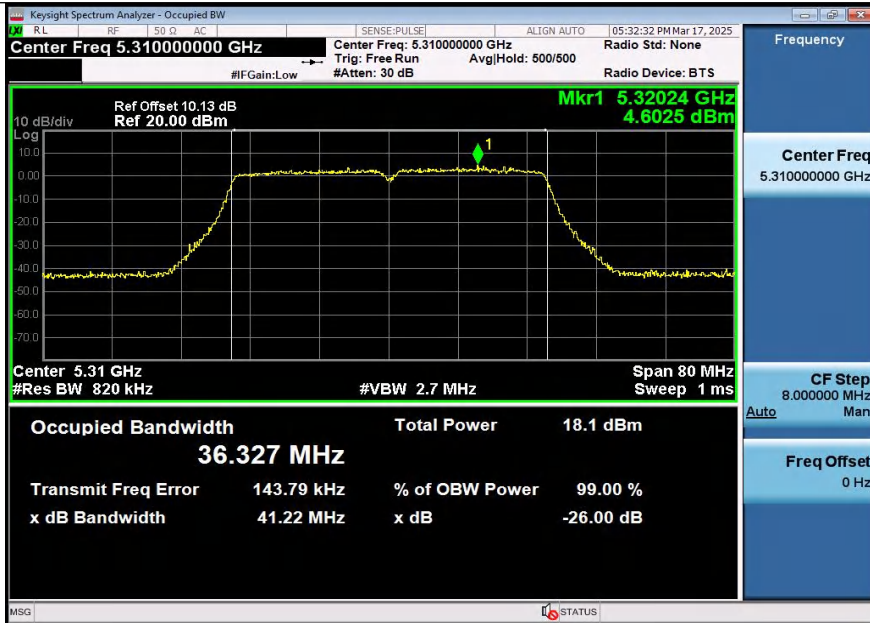 Keysight Spectrum Analyzer - Occupied BW
LXI RL RF 50 Ω AC SENSE:PULSE ALIGN AUTO 05:32:32 PM Mar 17, 2025
Center Freq 5.310000000 GHz
Center Freq: 5.310000000 GHz Radio Std: None
Trig: Free Run Avg|Hold: 500/500
#IFGain:Low #Atten: 30 dB Radio Device: BTS
Ref Offset 10.13 dB Mkr1 5.32024 GHz
10 dB/div Ref 20.00 dBm 4.6025 dBm
Log
10.0
1
0.00
-10.0
-20.0
-30.0
-40.0
-50.0
-60.0
-70.0
Center 5.31 GHz Span 80 MHz
#Res BW 820 kHz #VBW 2.7 MHz Sweep 1 ms
Occupied Bandwidth Total Power 18.1 dBm
36.327 MHz
Transmit Freq Error 143.79 kHz % of OBW Power 99.00 %
x dB Bandwidth 41.22 MHz x dB -26.00 dB
MSG STATUS
Frequency
Center Freq
5.310000000 GHz
CF Step
8.000000 MHz
Auto Man
Freq Offset
0 Hz